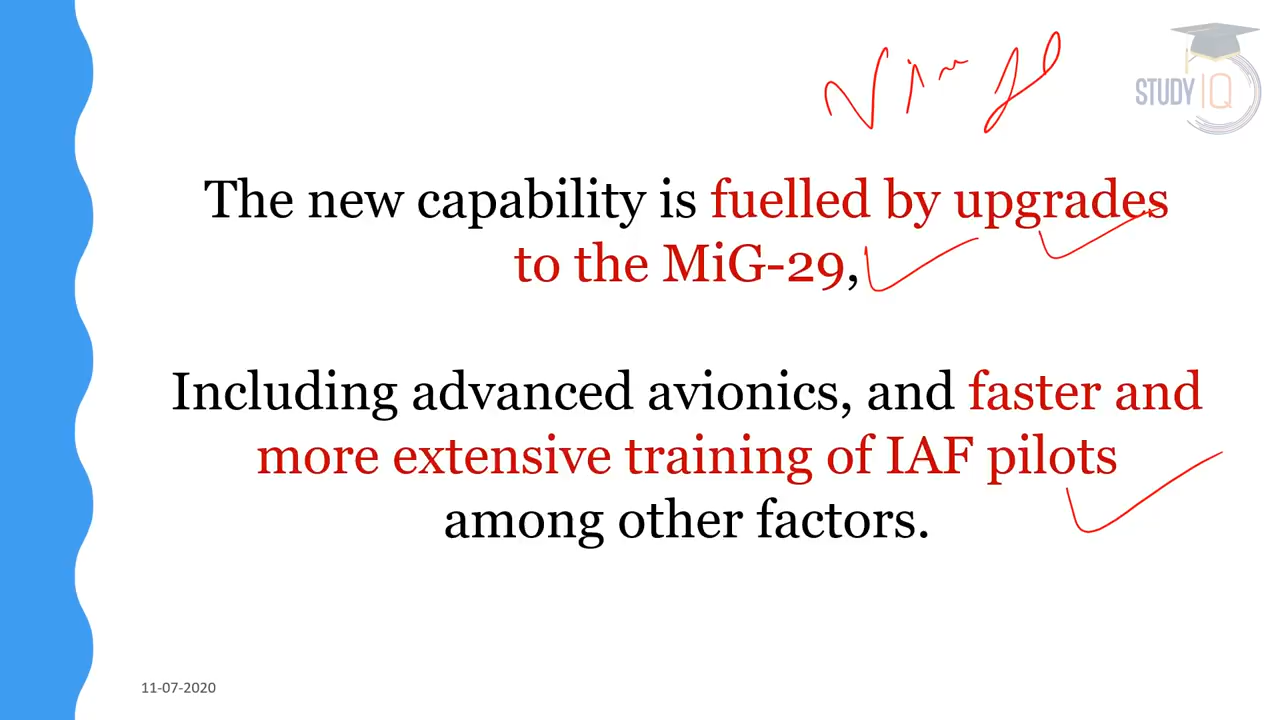 STUDY IQ
The new capability is fuelled by upgrades
to the MiG-29,
Including advanced avionics, and faster and
more extensive training of IAF pilots
among other factors.
11-07-2020